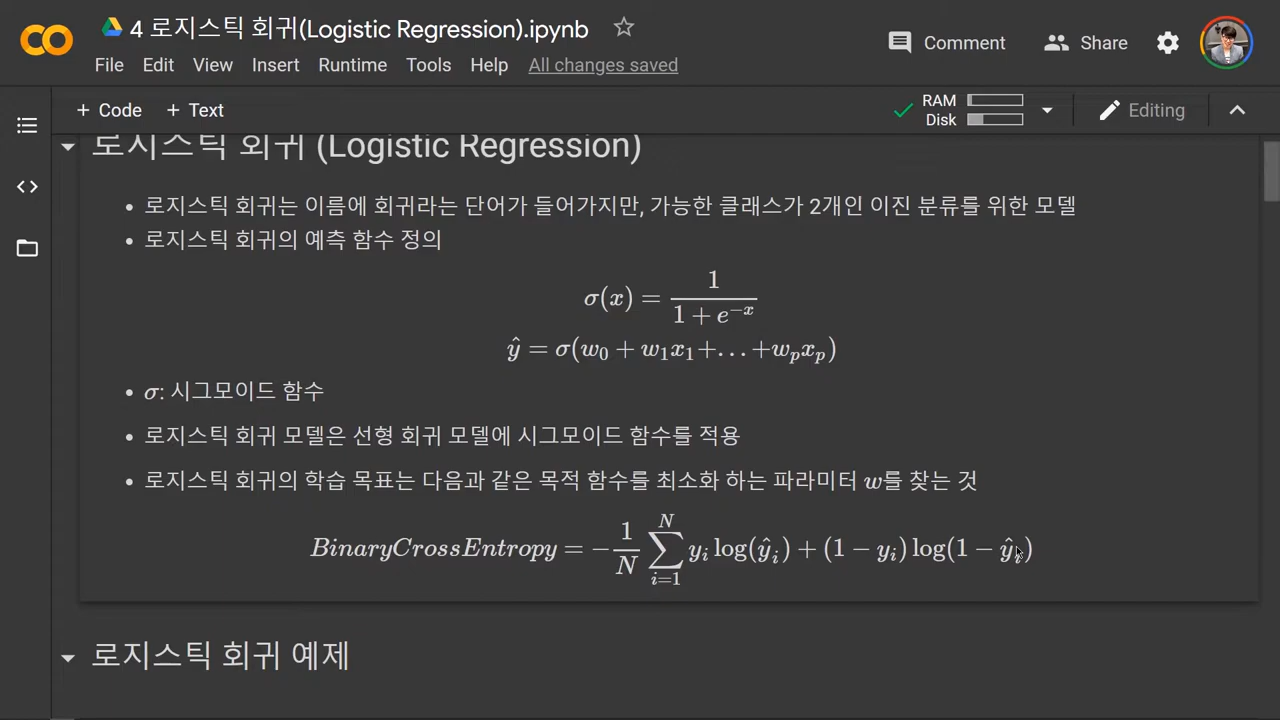 4 로지스틱 회귀(Logistic Regression).ipynb
Comment
Share
File Edit View Insert Runtime Tools Help All changes saved
+ Code + Text
RAM
Disk
Editing
로지스틱 회귀 (Logistic Regression)
• 로지스틱 회귀는 이름에 회귀라는 단어가 들어가지만, 가능한 클래스가 2개인 이진 분류를 위한 모델
• 로지스틱 회귀의 예측 함수 정의
σ(x) = 1 / (1 + e^{-x})
ŷ = σ(w₀ + w₁x₁+...+wₚxₚ)
• σ: 시그모이드 함수
• 로지스틱 회귀 모델은 선형 회귀 모델에 시그모이드 함수를 적용
• 로지스틱 회귀의 학습 목표는 다음과 같은 목적 함수를 최소화 하는 파라미터 w를 찾는 것
BinaryCrossEntropy = −\frac{1}{N} \sum_{i=1}^{N} y_i log(ŷ_i) + (1 − y_i) log(1 − ŷ_i)
로지스틱 회귀 예제